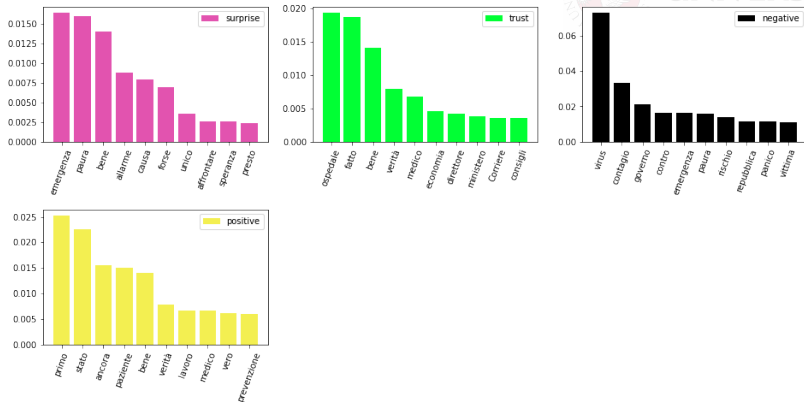 surprise
0.0150
0.0125
0.0100
0.0075
0.0050
0.0025
0.0000
emergenza
paura
bene
allarme
causa
forse
unico
affrontare
speranza
presto
trust
0.020
0.015
0.010
0.005
0.000
ospedale
fatto
bene
verità
medico
economia
direttore
ministero
Corriere
consigli
negative
0.06
0.04
0.02
0.00
virus
contagio
governo
contro
emergenza
paura
rischio
repubblica
panico
vittima
positive
0.025
0.020
0.015
0.010
0.005
0.000
primo
stato
ancora
paziente
bene
verità
lavoro
medico
vero
prevenzione